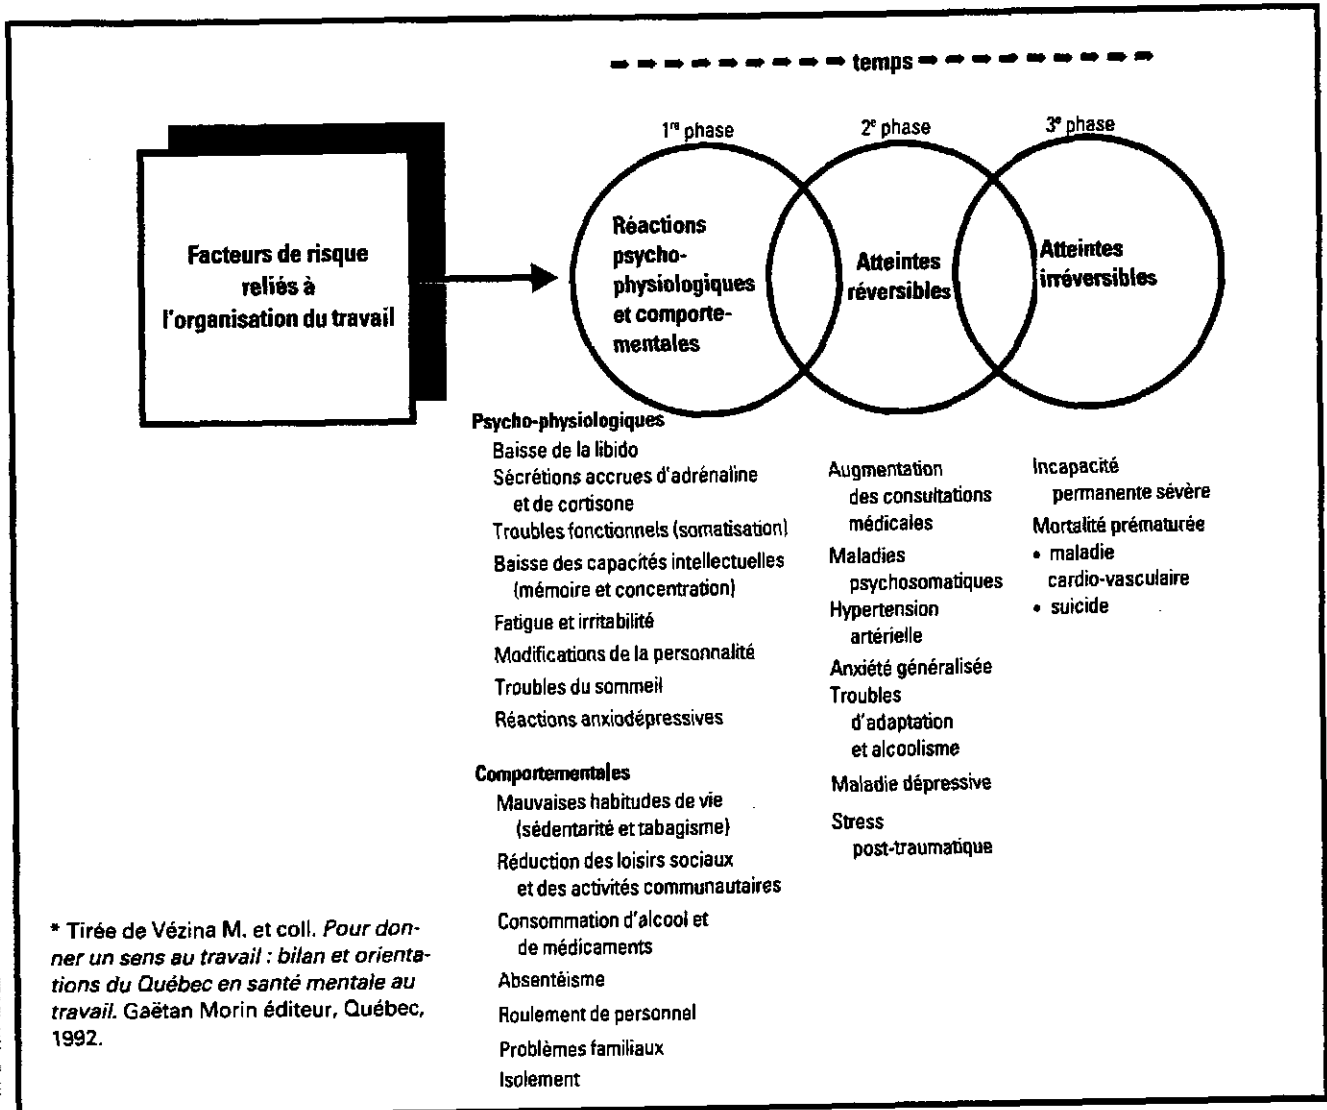 temps
1re phase
2e phase
3e phase
Facteurs de risque
reliés à
l'organisation du travail
Réactions
psycho-
physiologiques
et comporte-
mentales
Atteintes
réversibles
Atteintes
irréversibles
Psycho-physiologiques
Baisse de la libido
Sécrétions accrues d'adrénaline
et de cortisone
Troubles fonctionnels (somatisation)
Baisse des capacités intellectuelles
(mémoire et concentration)
Fatigue et irritabilité
Modifications de la personnalité
Troubles du sommeil
Réactions anxiodépressives
Comportementales
Mauvaises habitudes de vie
(sédentarité et tabagisme)
Réduction des loisirs sociaux
et des activités communautaires
Consommation d'alcool et
de médicaments
Absentéisme
Roulement de personnel
Problèmes familiaux
Isolement
Augmentation
des consultations
médicales
Maladies
psychosomatiques
Hypertension
artérielle
Anxiété généralisée
Troubles
d'adaptation
et alcoolisme
Maladie dépressive
Stress
post-traumatique
Incapacité
permanente sévère
Mortalité prématurée
• maladie
cardio-vasculaire
• suicide
* Tirée de Vézina M. et coll. Pour don-
ner un sens au travail : bilan et orienta-
tions du Québec en santé mentale au
travail. Gaëtan Morin éditeur, Québec,
1992.